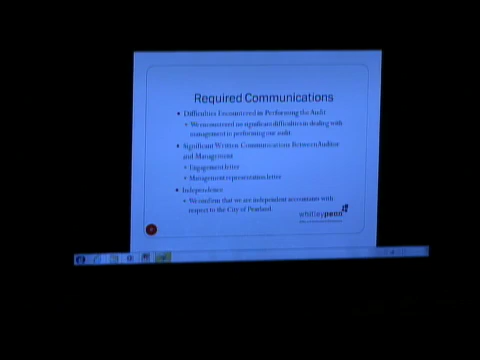 Required Communications
• Difficulties Encountered in Performing the Audit
• We encountered no significant difficulties in dealing with
management in performing our audit.
• Significant Written Communications Between Auditor
and Management
• Engagement letter
• Management representation letter
• Independence
• We confirm that we are independent accountants with
respect to the City of Pearland.
whitleypenn